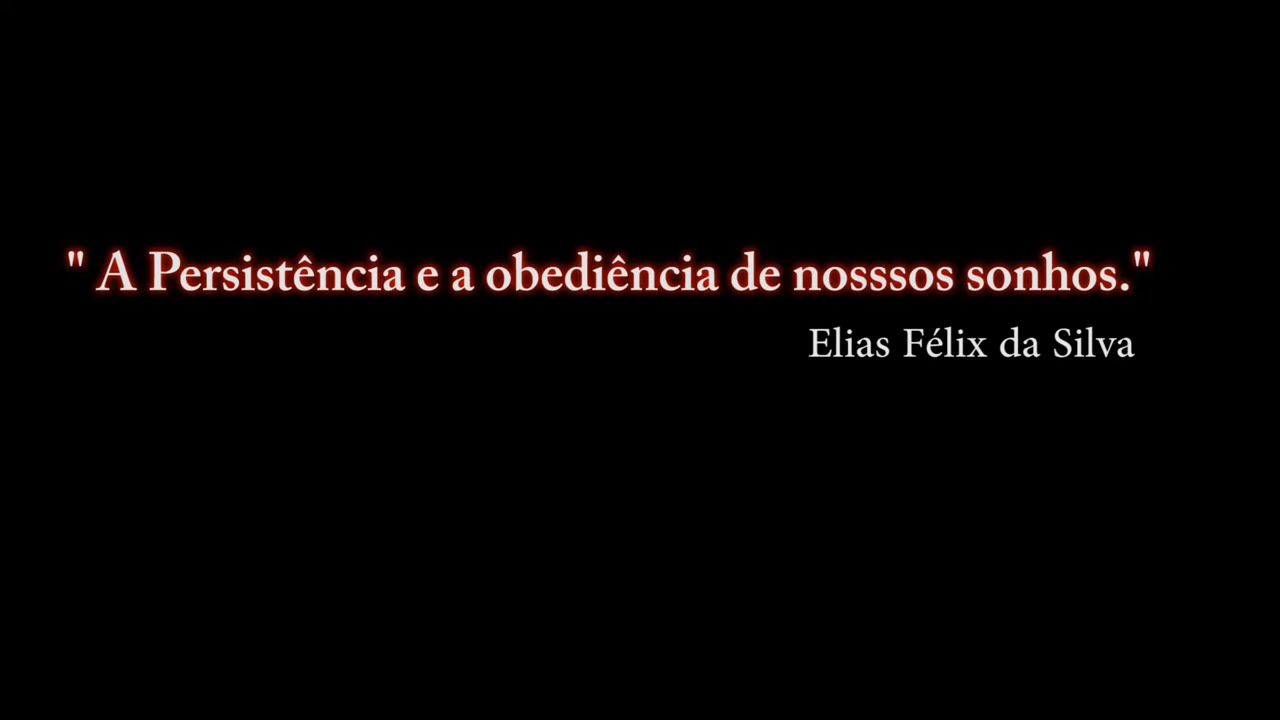 " A Persistência e a obediência de nosssos sonhos."
Elias Félix da Silva